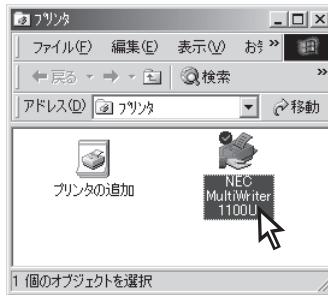 プリンタ
ファイル(F) 編集(E) 表示(V) お気 »
戻る 検索 »
アドレス(D) プリンタ 移動
プリンタの追加
NEC
MultiWriter
1100U
1 個のオブジェクトを選択